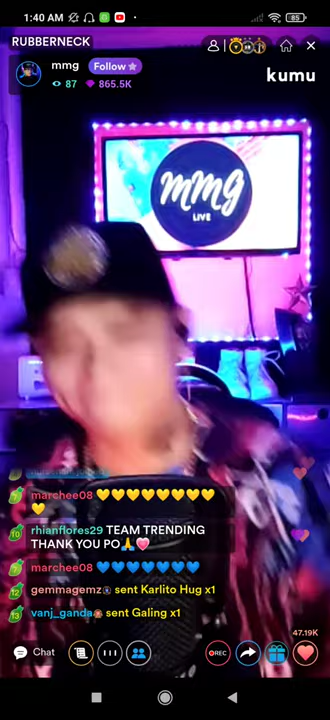 1:40 AM
85
RUBBERNECK
mmg
Follow
87
865.5K
kumu
mmg
LIVE
marchee08 💛💛💛💛💛💛💛💛
💛
rhianflores29 TEAM TRENDING
THANK YOU PO🙏💖
marchee08 💙💙💙💙💙💙💙
gemmagemz sent Karlito Hug x1
vanj_ganda sent Galing x1
47.19K
Chat
REC